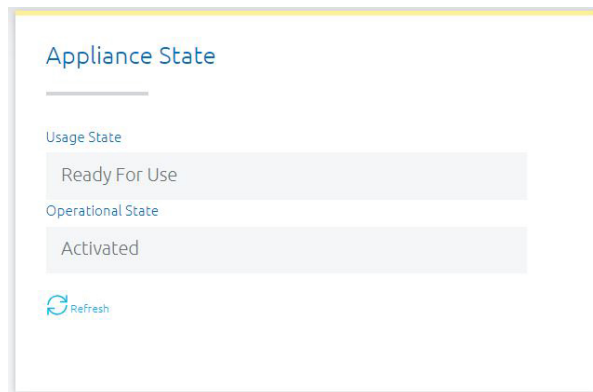 Appliance State
Usage State
Ready For Use
Operational State
Activated
Refresh